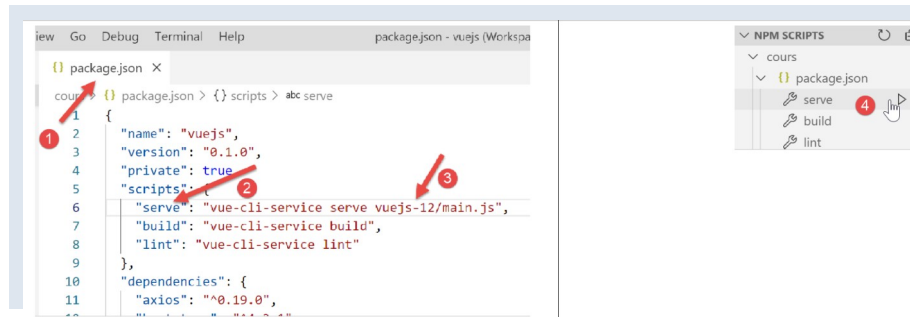 iew Go Debug Terminal Help package.json - vuejs (Workspa
{} package.json ×
cours > {} package.json > {} scripts > abc serve
1 {
2 "name": "vuejs",
3 "version": "0.1.0",
4 "private": true
5 "scripts": {
6 "serve": "vue-cli-service serve vuejs-12/main.js",
7 "build": "vue-cli-service build",
8 "lint": "vue-cli-service lint"
9 },
10 "dependencies": {
11 "axios": "^0.19.0",
1
2
3
NPM SCRIPTS
cours
{} package.json
serve
4
build
lint